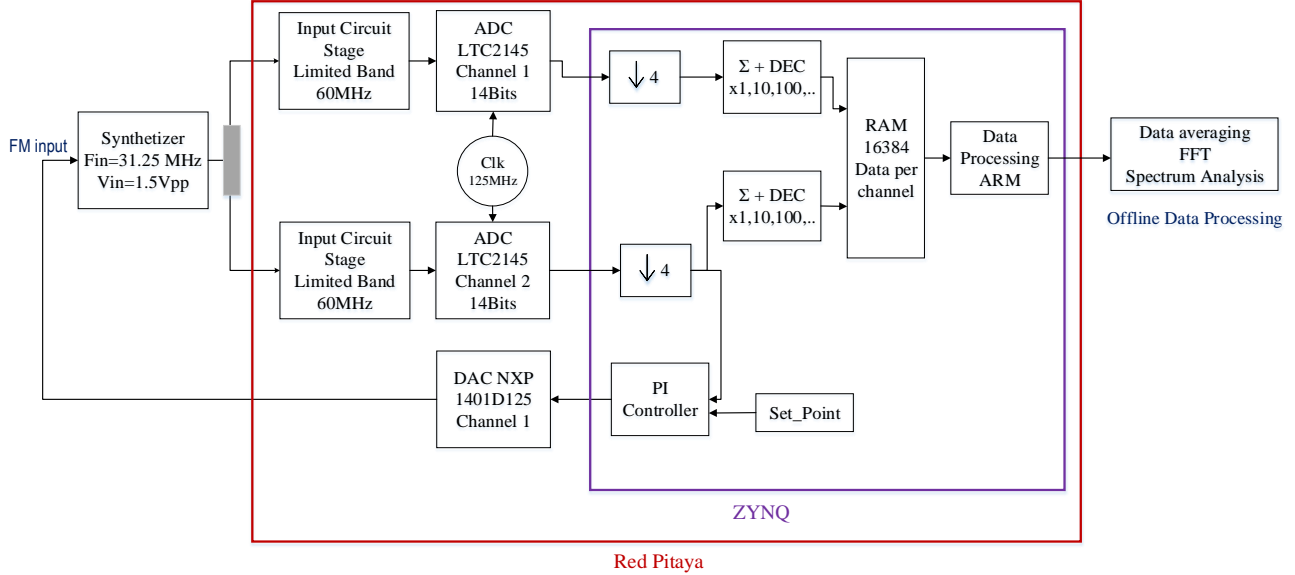 Input Circuit
Stage
Limited Band
60MHz
ADC
LTC2145
Channel 1
14Bits
↓ 4
Σ + DEC
x1,10,100,..
FM input
Synthetizer
Fin=31.25 MHz
Vin=1.5Vpp
Clk
125MHz
RAM
16384
Data per
channel
Data
Processing
ARM
Data averaging
FFT
Spectrum Analysis
Offline Data Processing
Σ + DEC
x1,10,100,..
Input Circuit
Stage
Limited Band
60MHz
ADC
LTC2145
Channel 2
14Bits
↓ 4
DAC NXP
1401D125
Channel 1
PI
Controller
Set_Point
ZYNQ
Red Pitaya